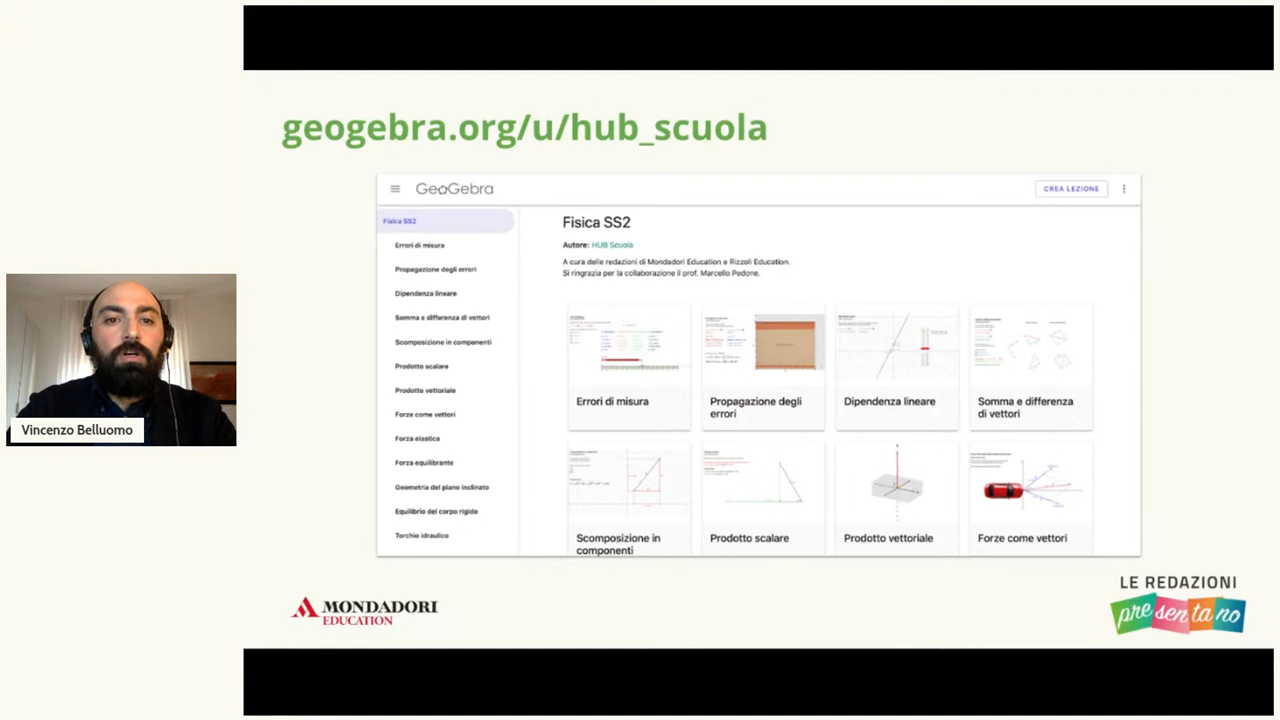 geogebra.org/u/hub_scuola
GeoGebra
CREA LEZIONE
Fisica SS2
Errori di misura
Propagazione degli errori
Dipendenza lineare
Somma e differenza di vettori
Scomposizione in componenti
Prodotto scalare
Prodotto vettoriale
Forze come vettori
Forza elastica
Forza equilibrante
Geometria del piano inclinato
Equilibrio del corpo rigido
Torchio idraulico
Fisica SS2
Autore: HUB Scuola
A cura delle redazioni di Mondadori Education e Rizzoli Education.
Si ringrazia per la collaborazione il prof. Marcello Pedone.
Errori di misura
Propagazione degli
errori
Dipendenza lineare
Somma e differenza
di vettori
Scomposizione in
componenti
Prodotto scalare
Prodotto vettoriale
Forze come vettori
Vincenzo Belluomo
MONDADORI
EDUCATION
LE REDAZIONI
presentano